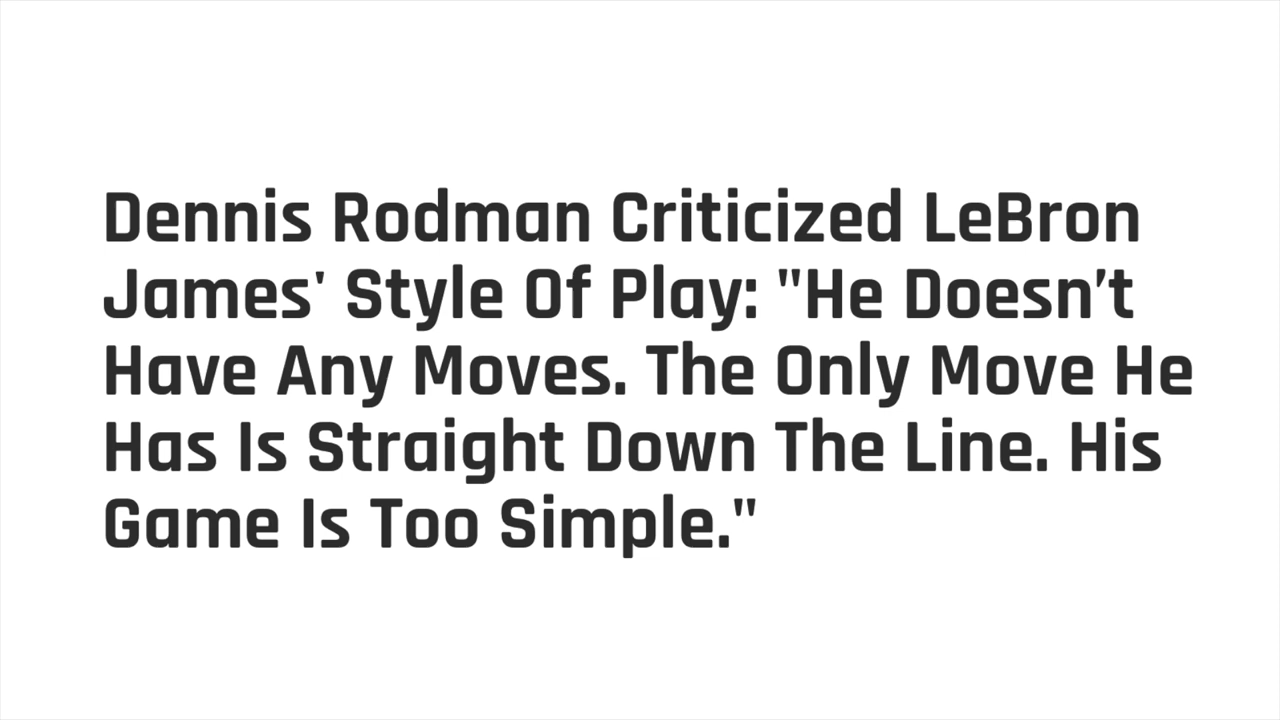 Dennis Rodman Criticized LeBron
James' Style Of Play: "He Doesn’t
Have Any Moves. The Only Move He
Has Is Straight Down The Line. His
Game Is Too Simple."